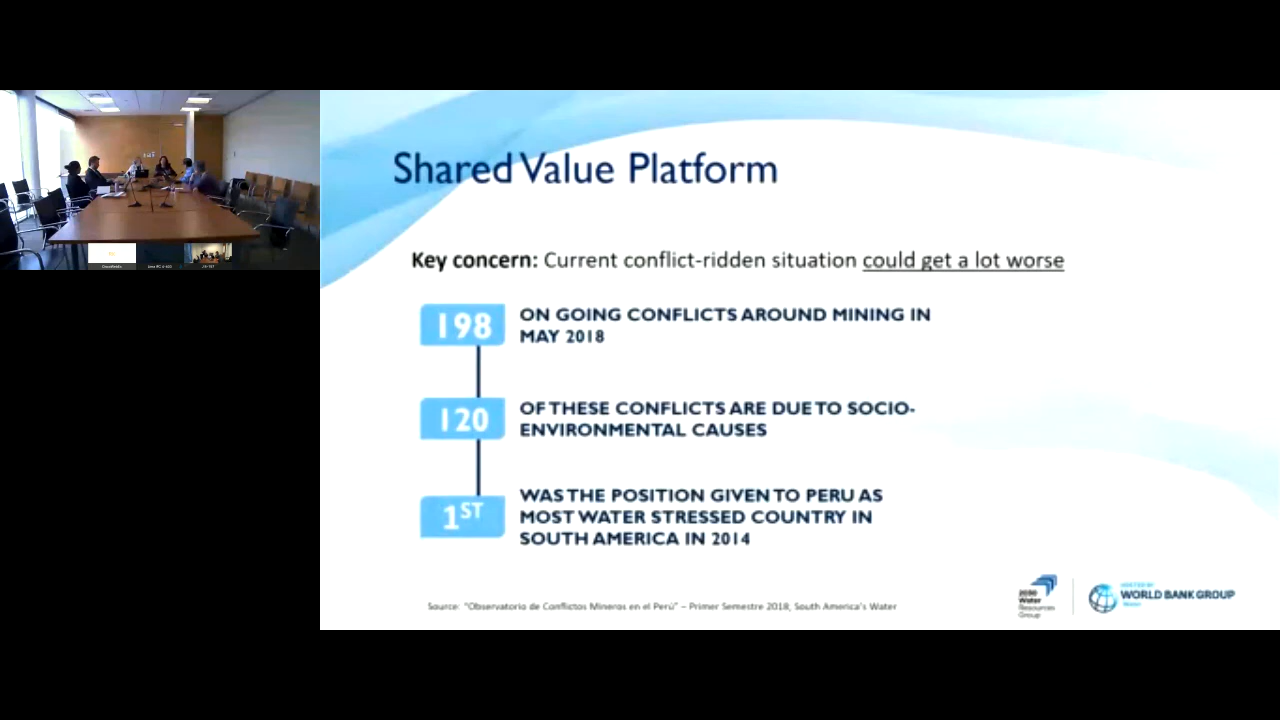 Shared Value Platform
Key concern: Current conflict-ridden situation could get a lot worse
198
ON GOING CONFLICTS AROUND MINING IN
MAY 2018
120
OF THESE CONFLICTS ARE DUE TO SOCIO-
ENVIRONMENTAL CAUSES
1ST
WAS THE POSITION GIVEN TO PERU AS
MOST WATER STRESSED COUNTRY IN
SOUTH AMERICA IN 2014
Source: "Observatorio de Conflictos Mineros en el Perú" – Primer Semestre 2018, South America's Water
2030
Water
Resources
Group
HOSTED BY
WORLD BANK GROUP
Water